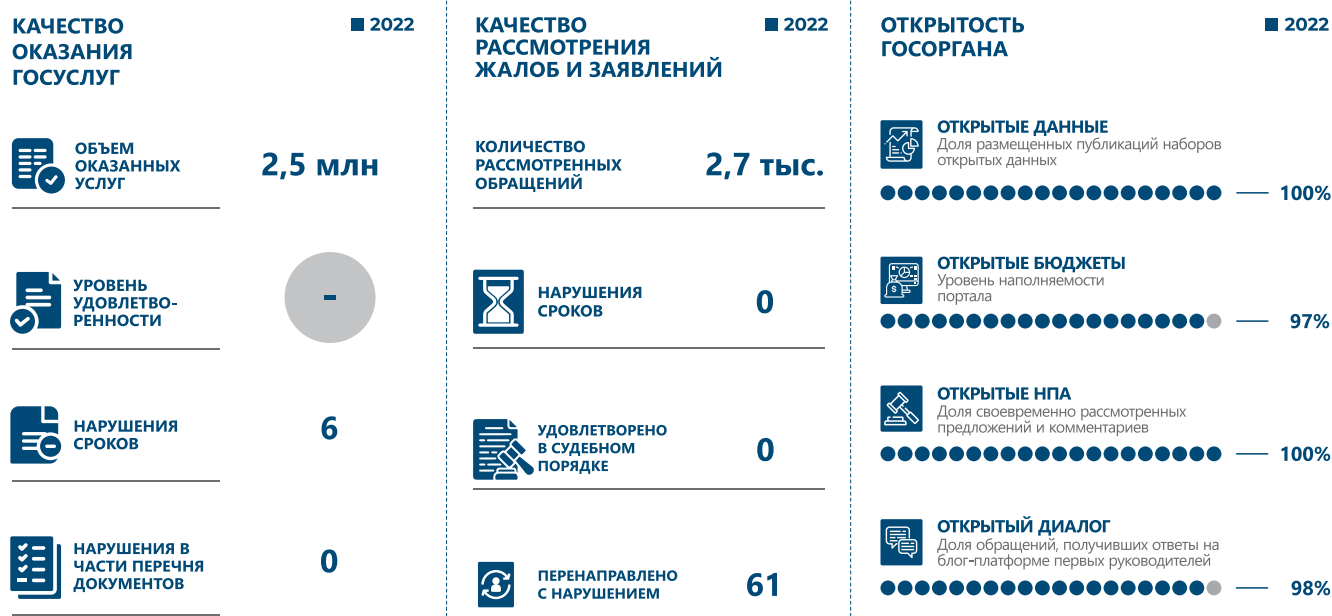 КАЧЕСТВО
ОКАЗАНИЯ
ГОСУСЛУГ
2022
ОБЪЕМ
ОКАЗАННЫХ
УСЛУГ
2,5 млн
УРОВЕНЬ
УДОВЛЕТВО-
РЕННОСТИ
-
НАРУШЕНИЯ
СРОКОВ
6
НАРУШЕНИЯ В
ЧАСТИ ПЕРЕЧНЯ
ДОКУМЕНТОВ
0
КАЧЕСТВО
РАССМОТРЕНИЯ
ЖАЛОБ И ЗАЯВЛЕНИЙ
2022
КОЛИЧЕСТВО
РАССМОТРЕННЫХ
ОБРАЩЕНИЙ
2,7 тыс.
НАРУШЕНИЯ
СРОКОВ
0
УДОВЛЕТВОРЕНО
В СУДЕБНОМ
ПОРЯДКЕ
0
ПЕРЕНАПРАВЛЕНО
С НАРУШЕНИЕМ
61
ОТКРЫТОСТЬ
ГОСОРГАНА
2022
ОТКРЫТЫЕ ДАННЫЕ
Доля размещенных публикаций наборов
открытых данных
100%
ОТКРЫТЫЕ БЮДЖЕТЫ
Уровень наполняемости
портала
97%
ОТКРЫТЫЕ НПА
Доля своевременно рассмотренных
предложений и комментариев
100%
ОТКРЫТЫЙ ДИАЛОГ
Доля обращений, получивших ответы на
блог-платформе первых руководителей
98%